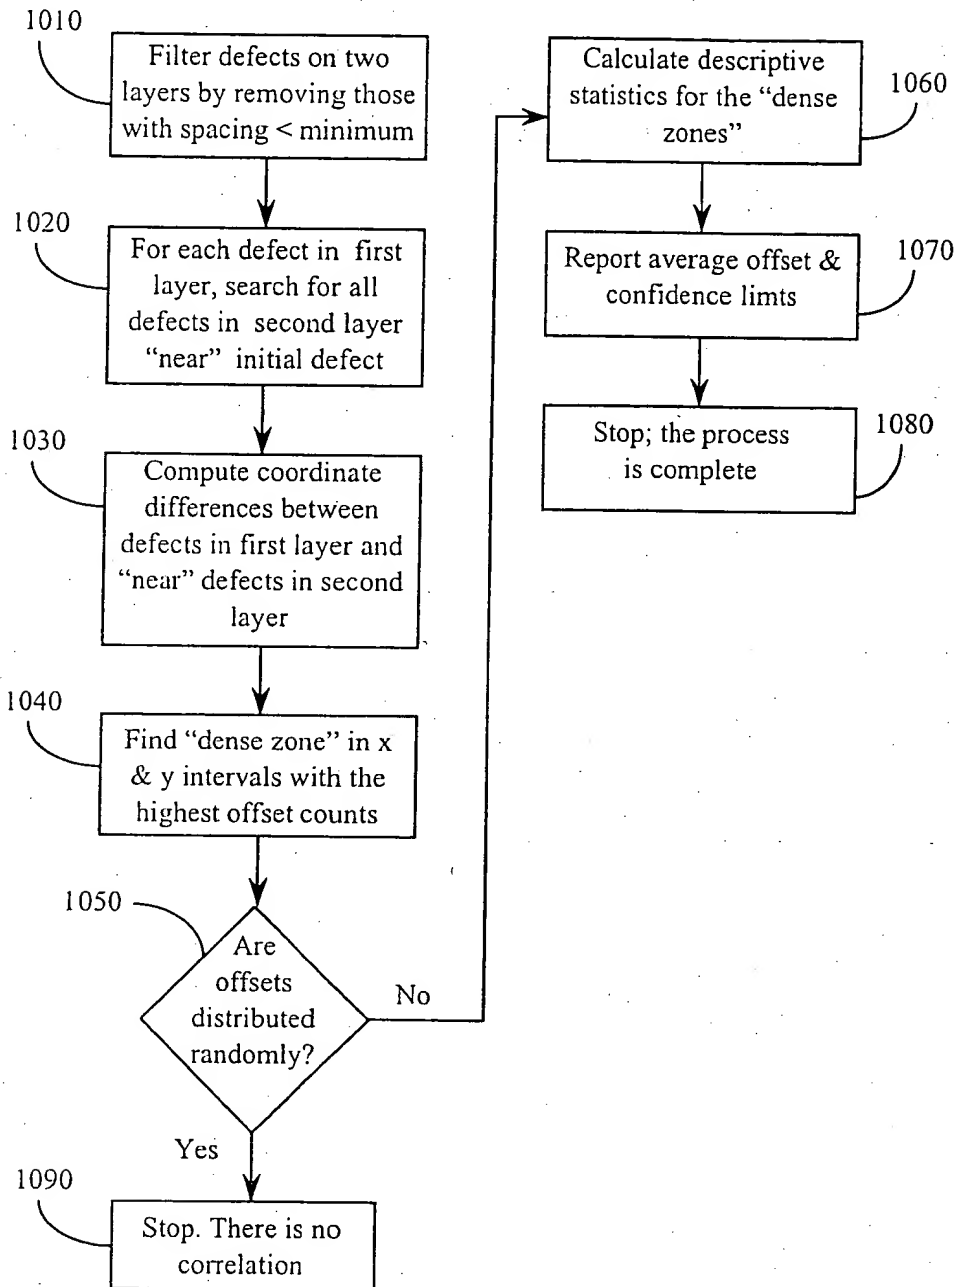 1010
Filter defects on two
layers by removing those
with spacing < minimum
1020
For each defect in first
layer, search for all
defects in second layer
“near” initial defect
1030
Compute coordinate
differences between
defects in first layer and
“near” defects in second
layer
1040
Find “dense zone” in x
& y intervals with the
highest offset counts
1050
Are
offsets
distributed
randomly?
No
Yes
1090
Stop. There is no
correlation
Calculate descriptive
statistics for the “dense
zones”
1060
Report average offset &
confidence limts
1070
Stop; the process
is complete
1080